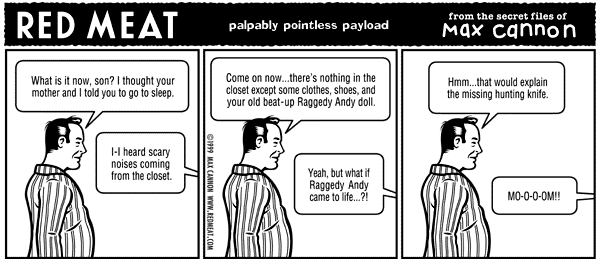 RED MEAT
palpably pointless payload
from the secret files of
Max cannon
What is it now, son? I thought your
mother and I told you to go to sleep.
I-I heard scary
noises coming
from the closet.
©1999 MAX CANNON WWW.REDMEAT.COM
Come on now...there's nothing in the
closet except some clothes, shoes, and
your old beat-up Raggedy Andy doll.
Yeah, but what if
Raggedy Andy
came to life...?!
Hmm...that would explain
the missing hunting knife.
MO-O-O-OM!!